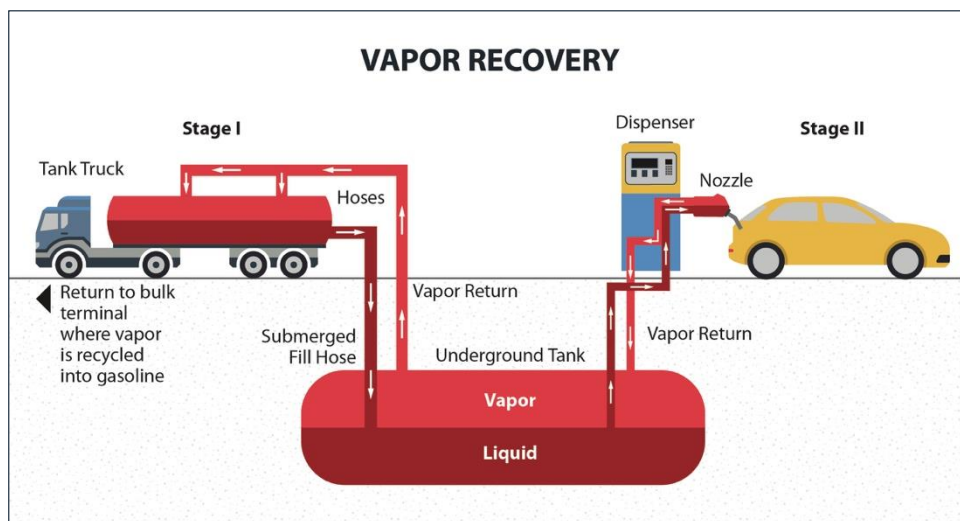 VAPOR RECOVERY
Stage I
Dispenser
Stage II
Tank Truck
Hoses
Nozzle
Return to bulk
terminal
where vapor
is recycled
into gasoline
Vapor Return
Submerged
Fill Hose
Underground Tank
Vapor Return
Vapor
Liquid